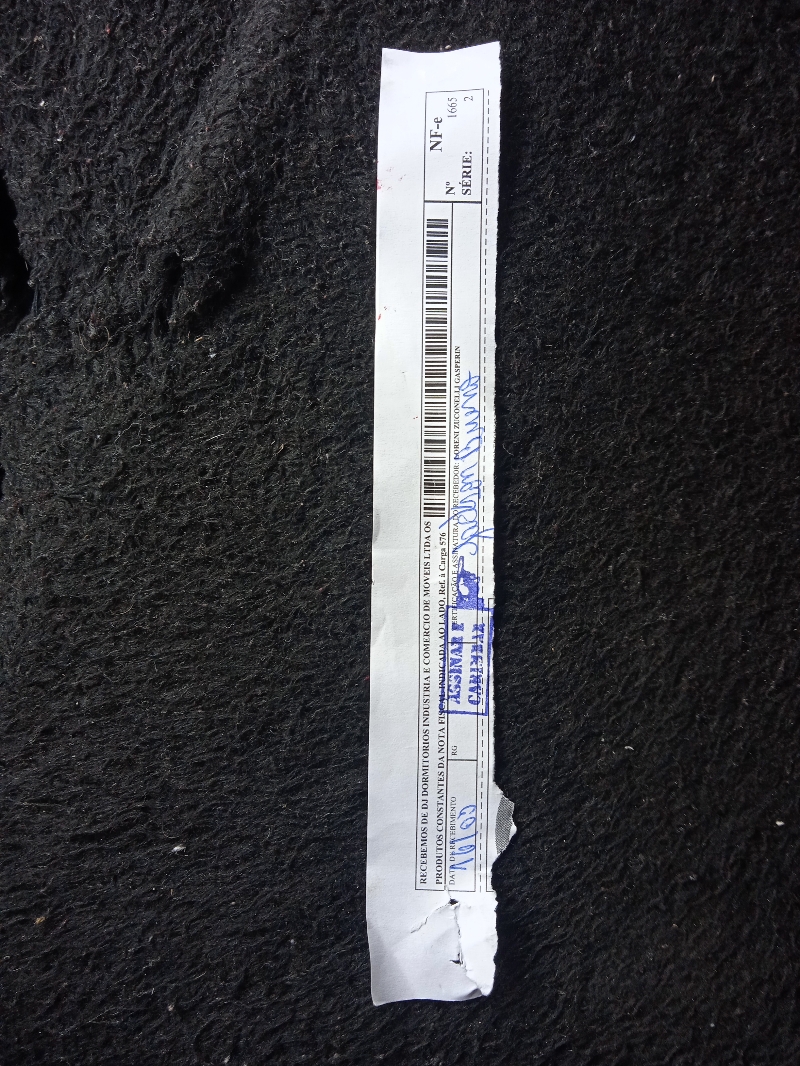 RECEBEMOS DE DJ DORMITORIOS INDUSTRIA E COMERCIO DE MOVEIS LTDA OS
PRODUTOS CONSTANTES DA NOTA FISCAL INDICADA AO LADO, Ref. à Carga 576
DATA DE RECEBIMENTO
RG
CERTIFICAÇÃO E ASSINATURA DO RECEBEDOR: LORENI ZUCONELLI GASPERIN
ASSINAR E
CARIMBAR
NF-e
Nº 1665
SÉRIE: 2